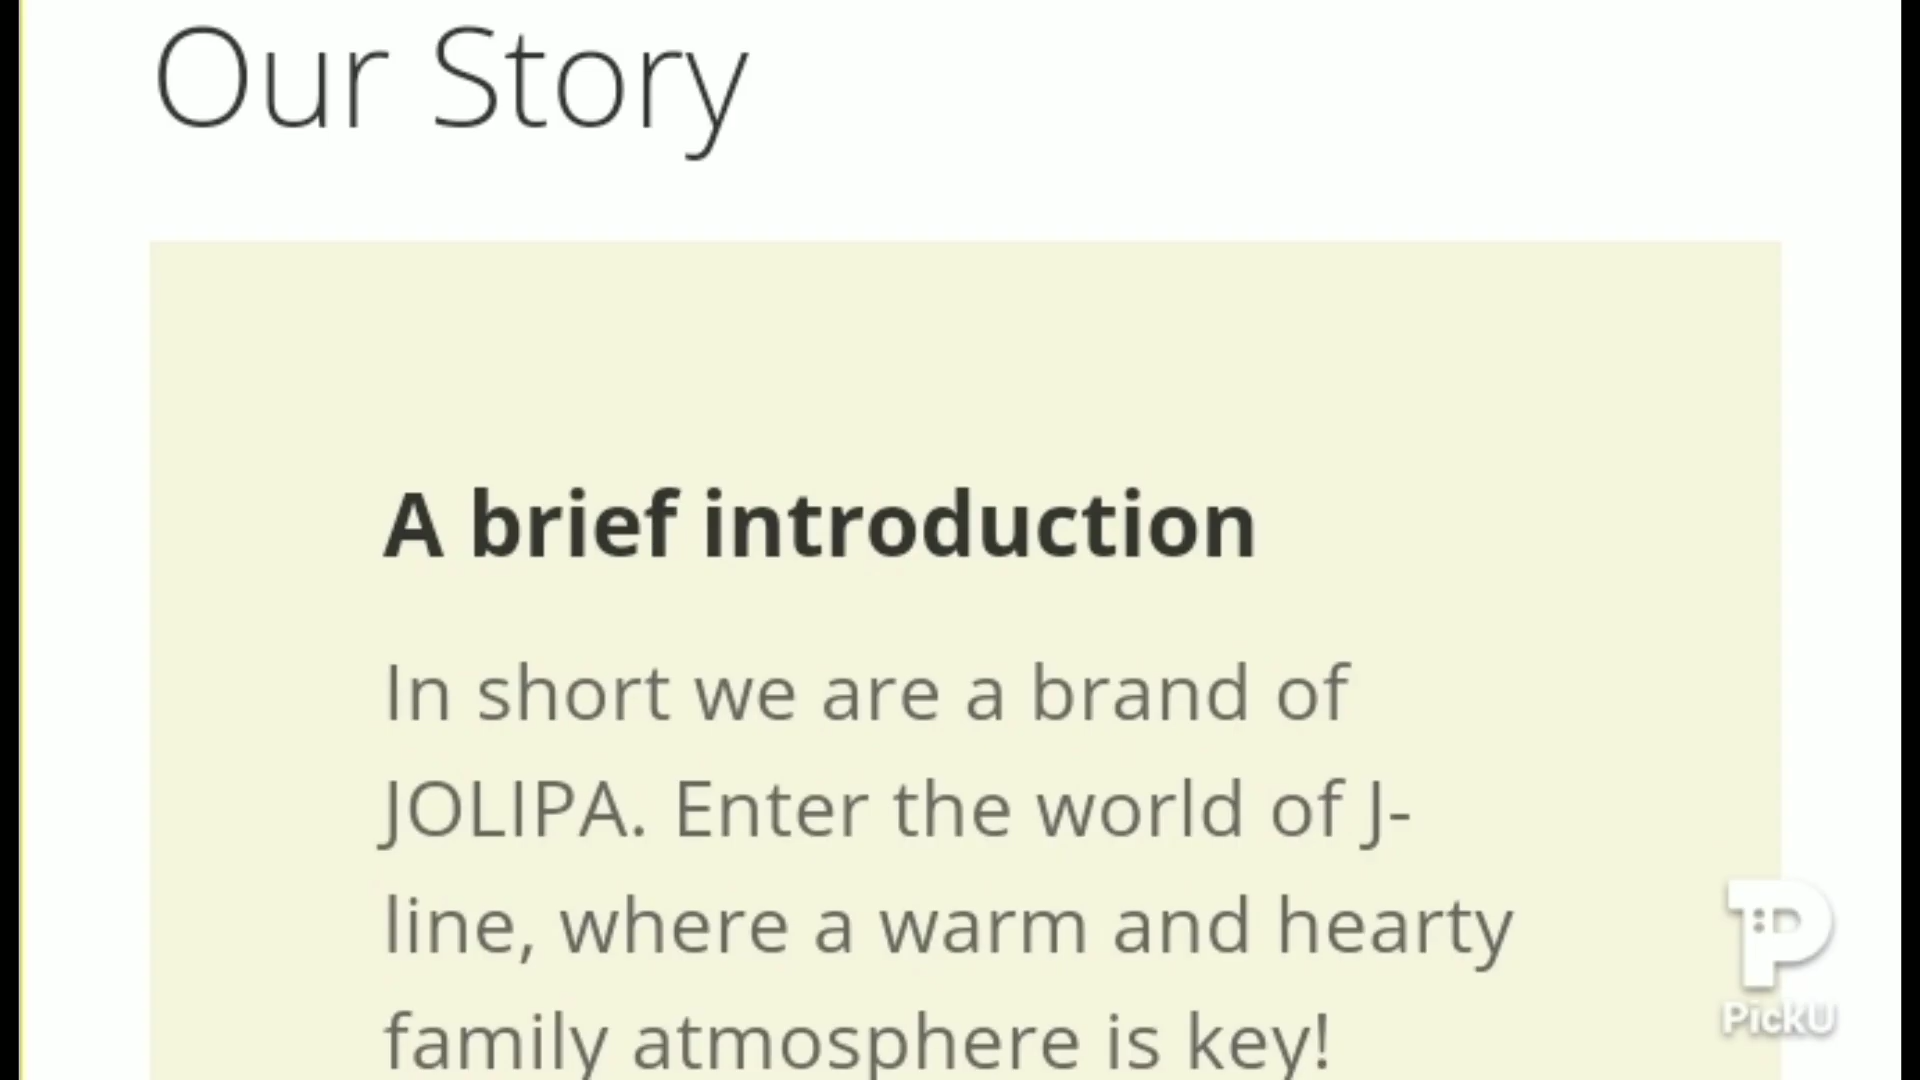 Our Story
A brief introduction
In short we are a brand of
JOLIPA. Enter the world of J-
line, where a warm and hearty
family atmosphere is key!
PickU